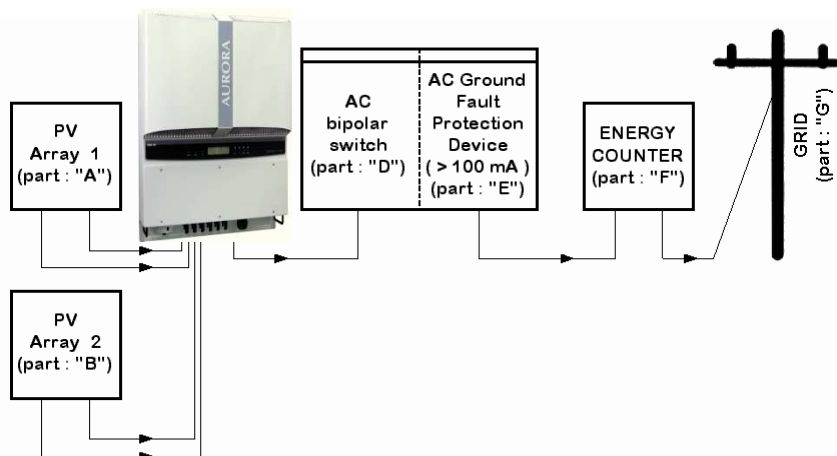 PV
Array 1
(part : "A")
AURORA
AC
bipolar
switch
(part : "D")
AC Ground
Fault
Protection
Device
( > 100 mA )
(part : "E")
ENERGY
COUNTER
(part : "F")
GRID
(part : "G")
PV
Array 2
(part : "B")